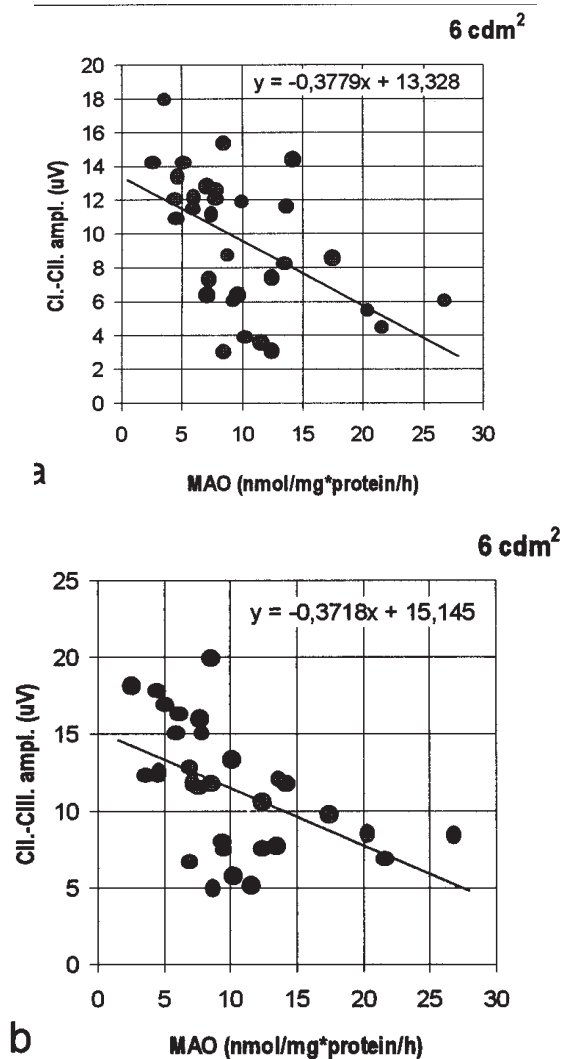 6 cdm²
y = -0,3779x + 13,328
20
18
16
14
12
10
8
6
4
2
0
CI.-CII. ampl. (uV)
0 5 10 15 20 25 30
MAO (nmol/mg*protein/h)
a
6 cdm²
y = -0,3718x + 15,145
25
20
15
10
5
0
CII.-CIII. ampl. (uV)
0 5 10 15 20 25 30
MAO (nmol/mg*protein/h)
b